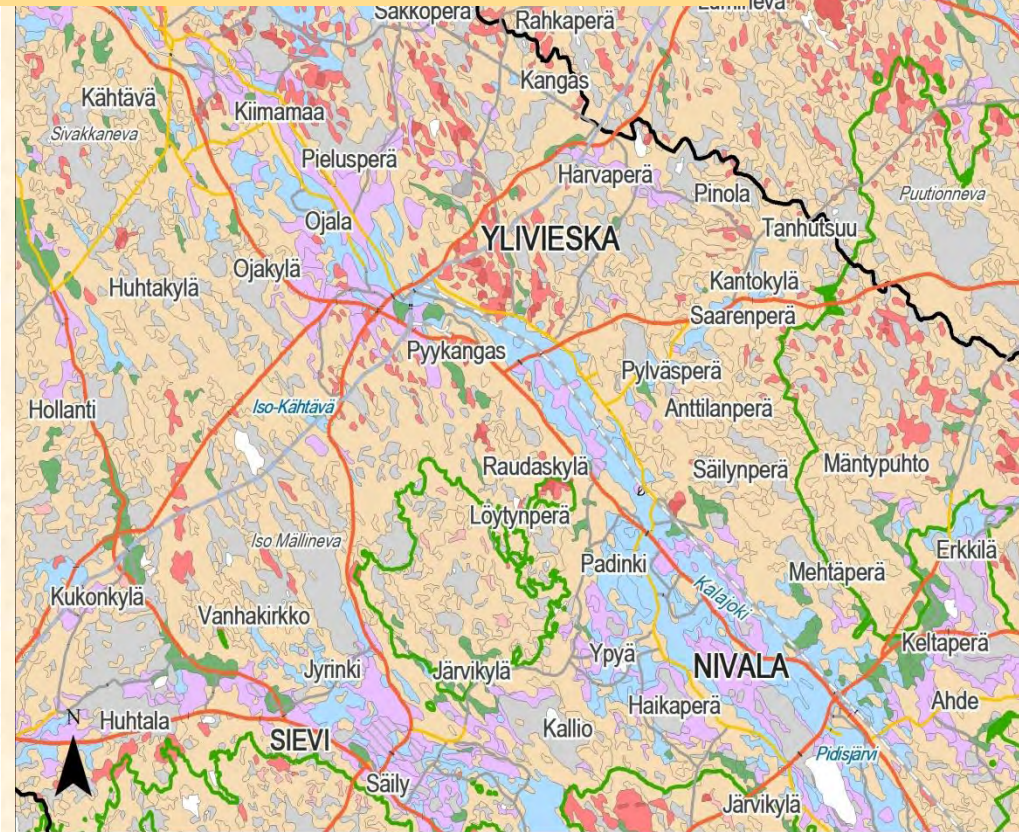 Sakkoperä
Rahkaperä
Kangas
Kähtävä
Kiimamaa
Sivakkaneva
Pielusperä
Harvaperä
Pinola
Puutionneva
Ojala
YLIVIESKA
Tanhutsuu
Ojakylä
Huhtakylä
Kantokylä
Saarenperä
Pyykangas
Pylväsperä
Hollanti
Iso-Kähtävä
Anttilanperä
Raudaskylä
Säilynperä
Mäntypuhto
Löytynperä
Iso Mällineva
Erkkilä
Padinki
Mehtäperä
Kukonkylä
Kalajoki
Vanhakirkko
Keltaperä
Ypyä
NIVALA
Jyrinki
Järvikylä
Haikaperä
Ahde
N
Huhtala
Kallio
SIEVI
Pidisjärvi
Säily
Järvikylä